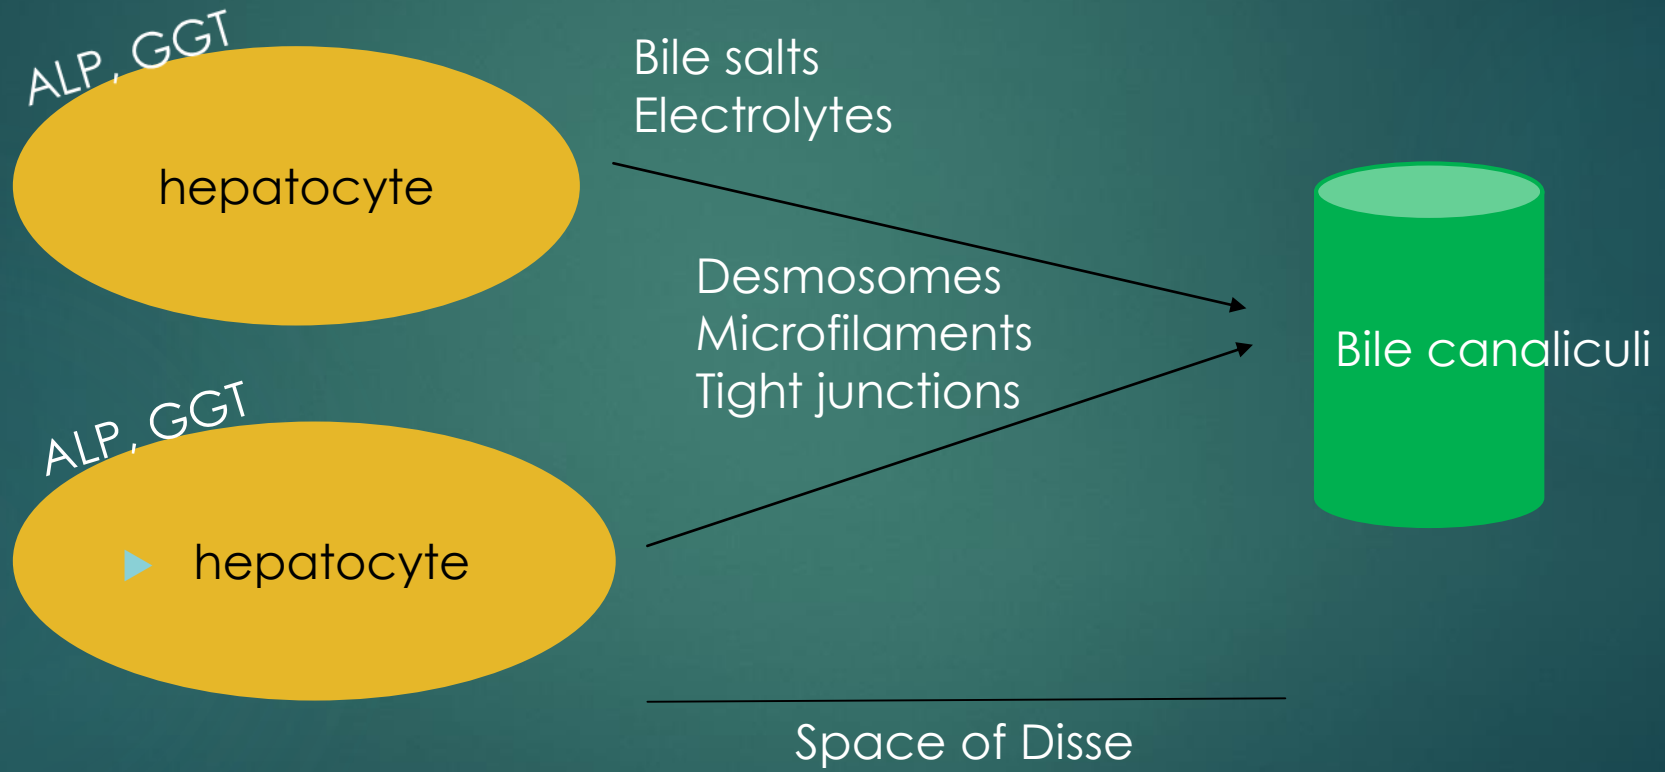 ALP, GGT
hepatocyte
Bile salts
Electrolytes
Desmosomes
Microfilaments
Tight junctions
Bile canaliculi
ALP, GGT
hepatocyte
Space of Disse